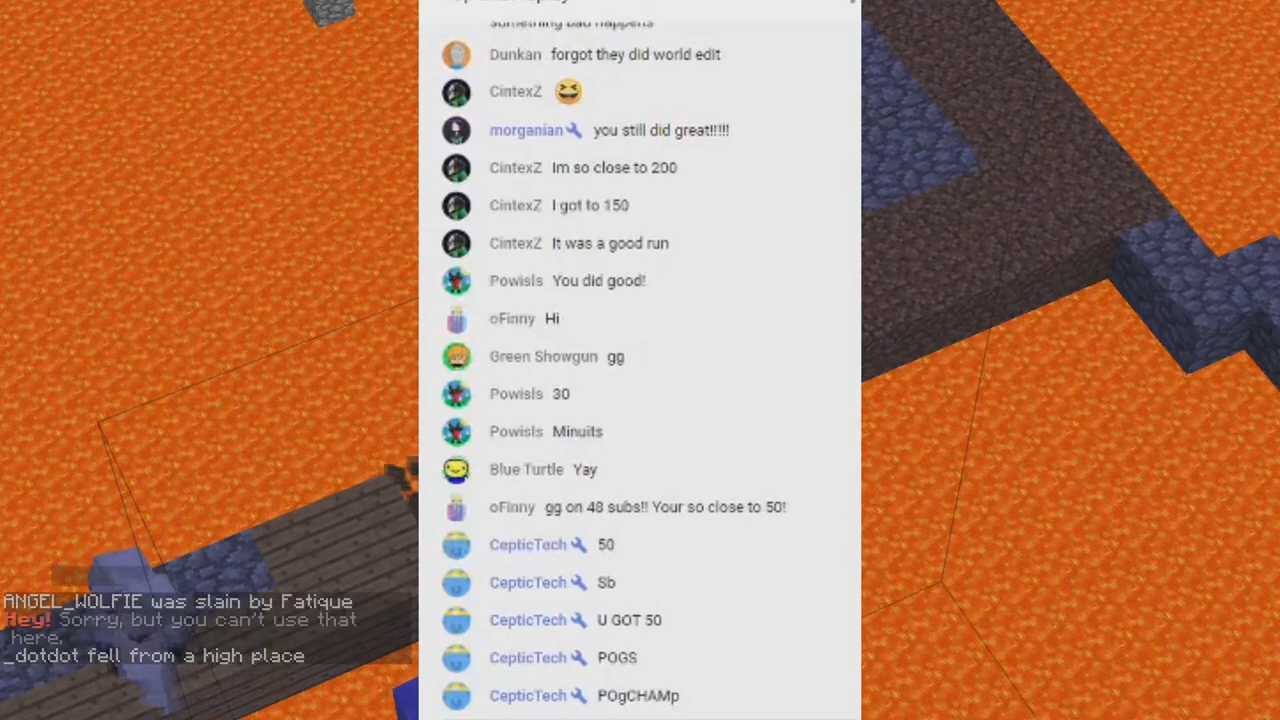 something bad happens
Dunkan forgot they did world edit
CintexZ 😆
morganian you still did great!!!!!
CintexZ Im so close to 200
CintexZ I got to 150
CintexZ It was a good run
Powisls You did good!
oFinny Hi
Green Showgun gg
Powisls 30
Powisls Minuits
Blue Turtle Yay
oFinny gg on 48 subs!! Your so close to 50!
CepticTech 50
CepticTech Sb
CepticTech U GOT 50
CepticTech POGS
CepticTech POgCHAMp
ANGEL_WOLFIE was slain by Fatique
Hey! Sorry, but you can't use that
here.
_dotdot fell from a high place